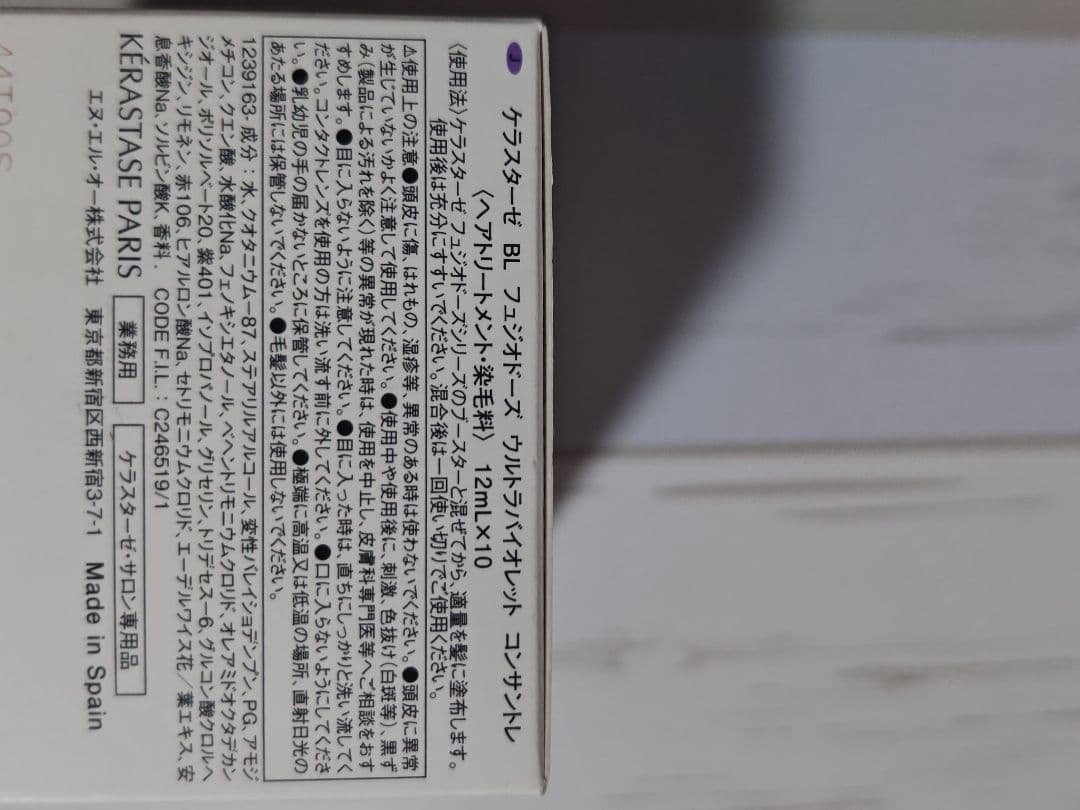 J ケラスターゼ BL フュジオドーズ ウルトラバイオレット コンサントレ
〈ヘアトリートメント・染毛料〉 12mL×10
〈使用法〉ケラスターゼ フュジオドーズシリーズのブースターと混ぜてから、適量を髪に塗布します。
使用後は充分にすすいでください。混合後は一回使い切りでご使用ください。
⚠使用上の注意●頭皮に傷、はれもの、湿疹等、異常のある時は使わないでください。●頭皮に異常
が生じていないかよく注意して使用してください。●使用中や使用後に、刺激、色抜け(白斑等)、黒ず
み(製品による汚れを除く)等の異常が現れた時は、使用を中止し、皮膚科専門医等へご相談をおす
すめします。●目に入らないように注意してください。●目に入った時は、直ちにしっかりと洗い流してく
ださい。コンタクトレンズを使用の方は洗い流す前に外してください。●口に入らないようにしてくださ
い。●乳幼児の手の届かないところに保管してください。●極端に高温又は低温の場所、直射日光の
あたる場所には保管しないでください。●毛髪以外には使用しないでください。
1239163- 成分：水、クオタニウム-87、ステアリルアルコール、変性バレイショデンプン、PG、アモジ
メチコン、クエン酸、水酸化Na、フェノキシエタノール、ベヘントリモニウムクロリド、オレアミドオクタデカン
ジオール、ポリソルベート20、紫401、イソプロパノール、グリセリン、トリデセス-6、グルコン酸クロルヘ
キシジン、リモネン、赤106、ヒアルロン酸Na、セトリモニウムクロリド、エーデルワイス花／葉エキス、安
息香酸Na、ソルビン酸K、香料． CODE F.I.L.：C246519/1
KÉRASTASE PARIS 業務用 ケラスターゼ・サロン専用品
エヌ・エル・オー株式会社 東京都新宿区西新宿3-7-1 Made in Spain